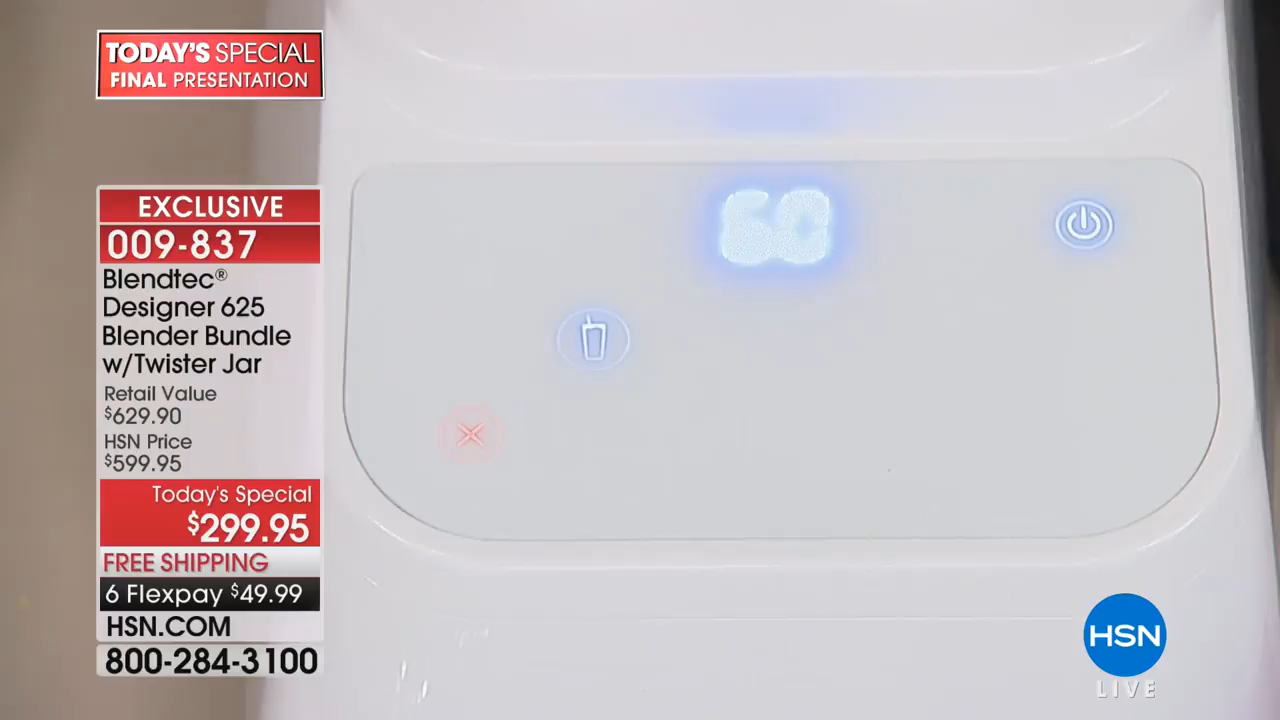 TODAY'S SPECIAL
FINAL PRESENTATION
EXCLUSIVE
009-837
Blendtec®
Designer 625
Blender Bundle
w/Twister Jar
Retail Value
$629.90
HSN Price
$599.95
Today's Special
$299.95
FREE SHIPPING
6 Flexpay $49.99
HSN.COM
800-284-3100
60
HSN
LIVE